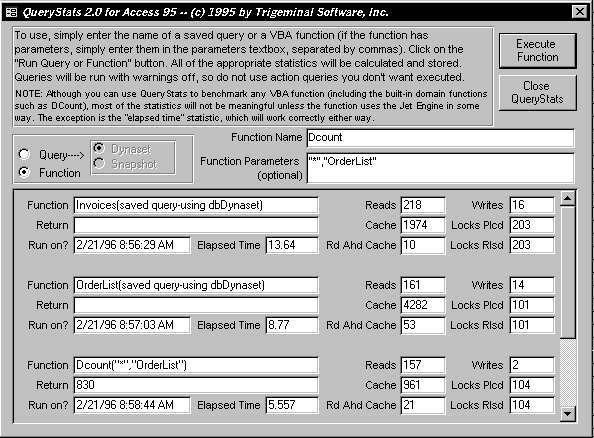 QueryStats 2.0 for Access 95 -- (c) 1995 by Trigeminal Software, Inc.
To use, simply enter the name of a saved query or a VBA function (if the function has
parameters, simply enter them in the parameters textbox, separated by commas). Click on the
"Run Query or Function" button. All of the appropriate statistics will be calculated and stored.
Queries will be run with warnings off, so do not use action queries you don't want executed.
NOTE: Although you can use QueryStats to benchmark any VBA function (including the built-in domain functions
such as DCount), most of the statistics will not be meaningful unless the function uses the Jet Engine in some
way. The exception is the "elapsed time" statistic, which will work correctly either way.
Execute
Function
Close
QueryStats
Query---->
Function
Dynaset
Snapshot
Function Name Dcount
Function Parameters "*","OrderList"
(optional)
Function Invoices(saved query-using dbDynaset) Reads 218 Writes 16
Return Cache 1974 Locks Plcd 203
Run on? 2/21/96 8:56:29 AM Elapsed Time 13.64 Rd Ahd Cache 10 Locks Rlsd 203
Function OrderList(saved query-using dbDynaset) Reads 161 Writes 14
Return Cache 4282 Locks Plcd 101
Run on? 2/21/96 8:57:03 AM Elapsed Time 8.77 Rd Ahd Cache 53 Locks Rlsd 101
Function Dcount("*","OrderList") Reads 157 Writes 2
Return 830 Cache 961 Locks Plcd 104
Run on? 2/21/96 8:58:44 AM Elapsed Time 5.557 Rd Ahd Cache 21 Locks Rlsd 104